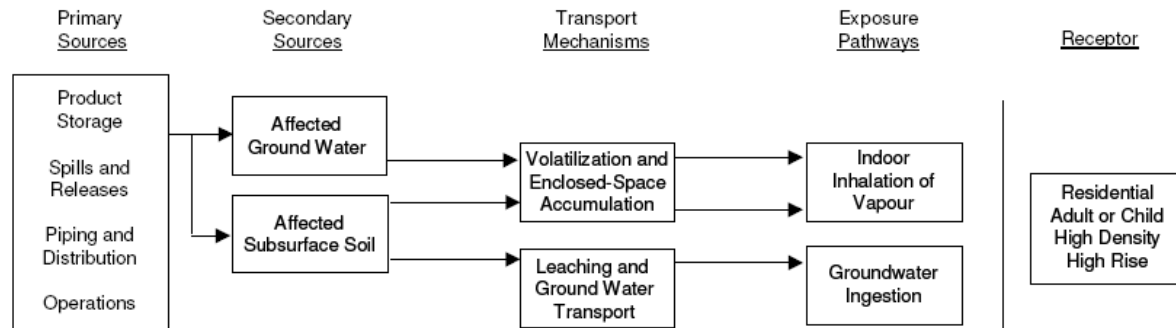 Primary
Sources
Secondary
Sources
Transport
Mechanisms
Exposure
Pathways
Receptor
Product
Storage
Spills and
Releases
Piping and
Distribution
Operations
Affected
Ground Water
Affected
Subsurface Soil
Volatilization and
Enclosed-Space
Accumulation
Leaching and
Ground Water
Transport
Indoor
Inhalation of
Vapour
Groundwater
Ingestion
Residential
Adult or Child
High Density
High Rise